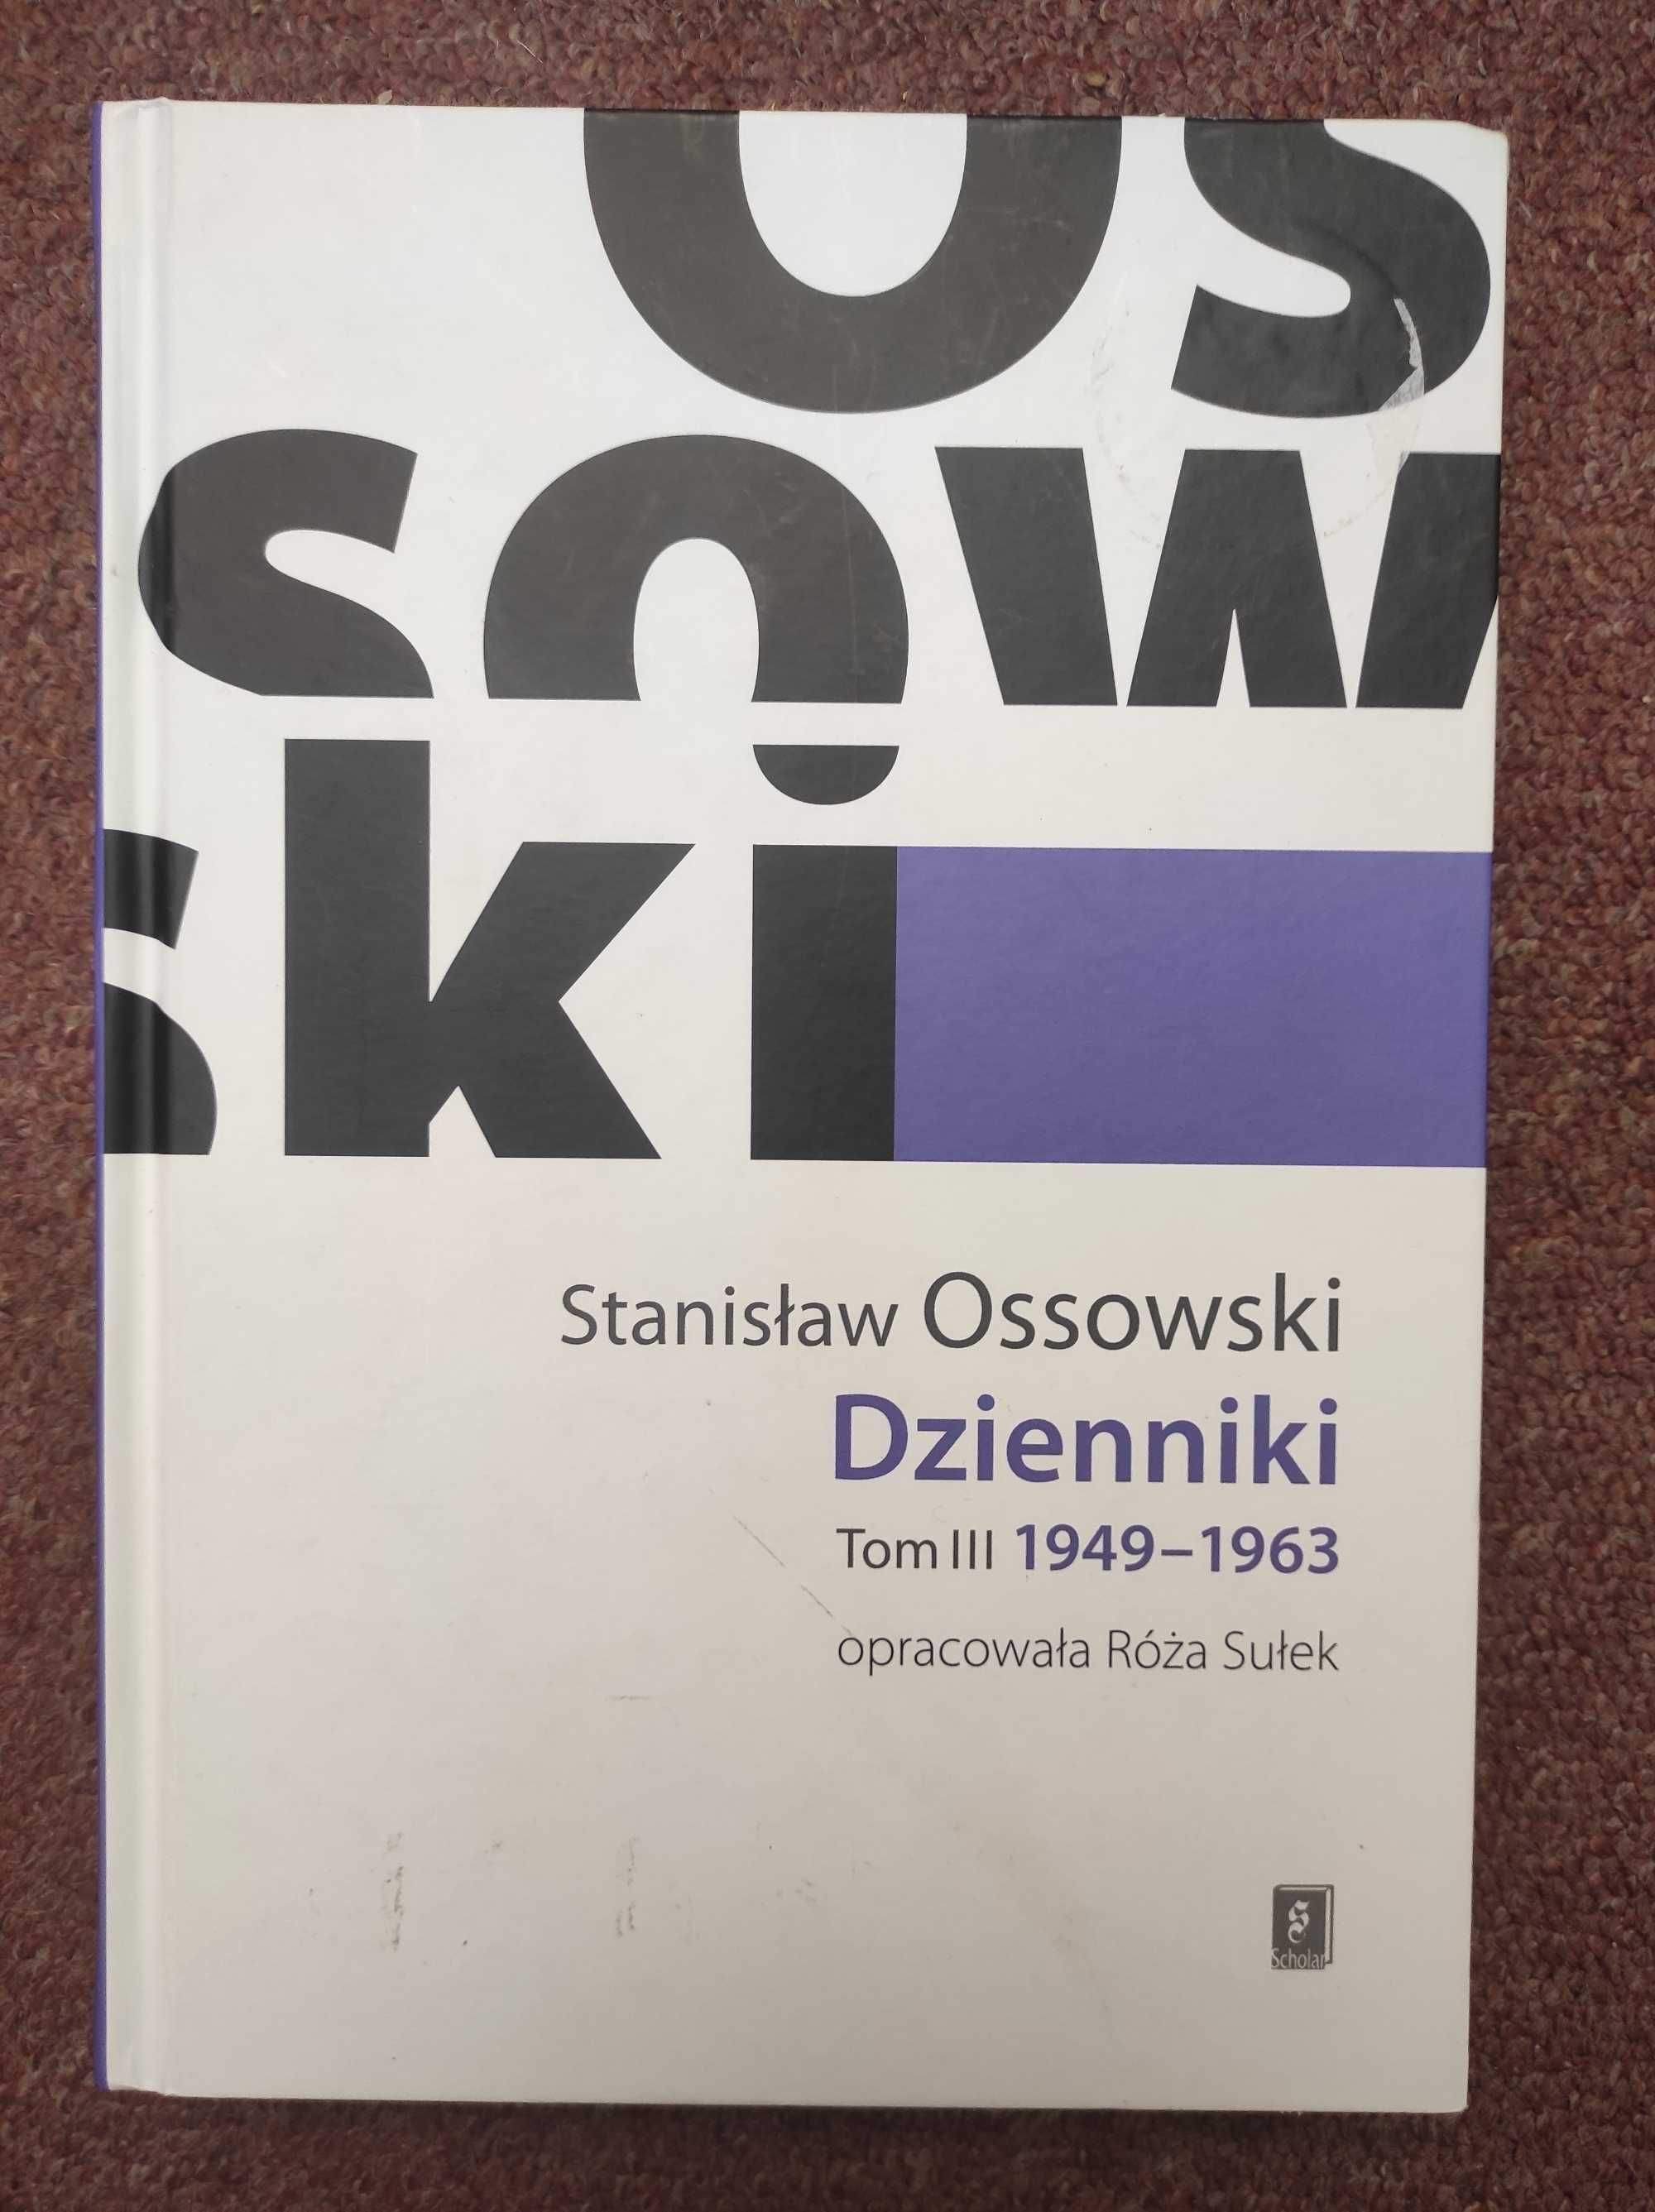 os
sow
ski
Stanisław Ossowski
Dzienniki
Tom III 1949–1963
opracowała Róża Sułek
S
Scholar